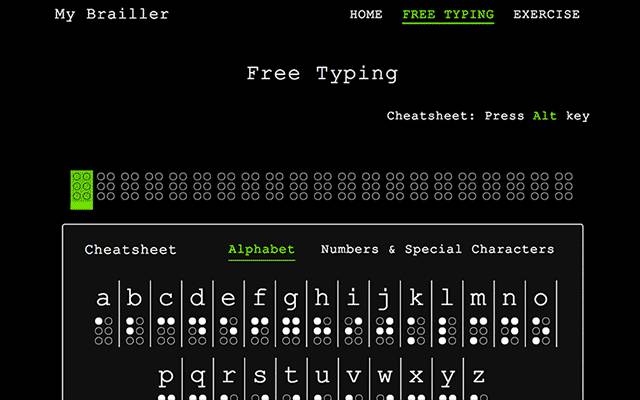 My Brailler HOME FREE TYPING EXERCISE
Free Typing
Cheatsheet: Press Alt key
Cheatsheet Alphabet Numbers & Special Characters
a b c d e f g h i j k l m n o
p q r s t u v w x y z